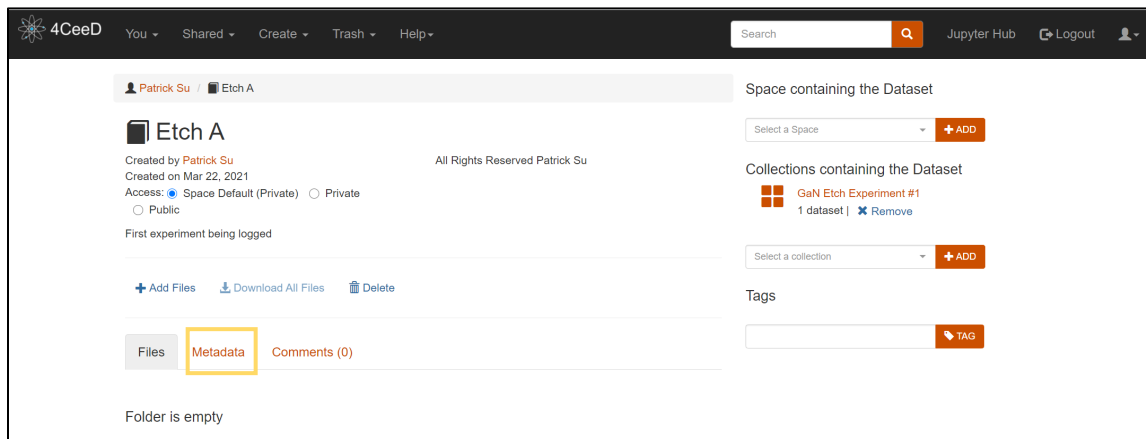 4CeeD You Shared Create Trash Help Search Jupyter Hub Logout
Patrick Su / Etch A
Etch A
Created by Patrick Su
Created on Mar 22, 2021
Access: Space Default (Private) Private
Public
First experiment being logged
All Rights Reserved Patrick Su
+ Add Files Download All Files Delete
Files Metadata Comments (0)
Folder is empty
Space containing the Dataset
Select a Space + ADD
Collections containing the Dataset
GaN Etch Experiment #1
1 dataset | Remove
Select a collection + ADD
Tags
TAG